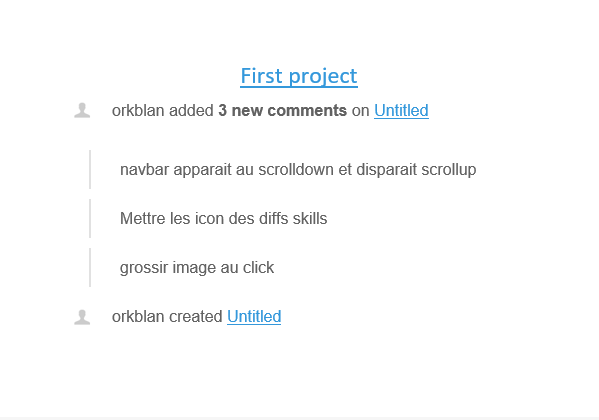 First project
orkblan added 3 new comments on Untitled
navbar apparait au scrolldown et disparait scrollup
Mettre les icon des diffs skills
grossir image au click
orkblan created Untitled